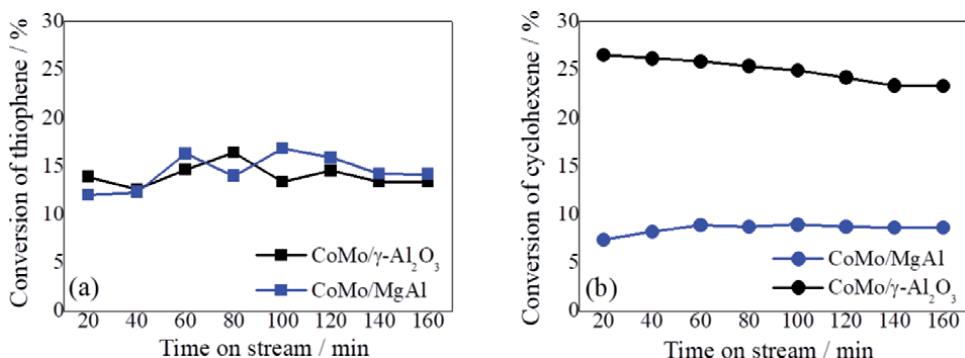 Conversion of thiophene / %
30
25
20
15
10
5
0
CoMo/γ-Al₂O₃
CoMo/MgAl
(a)
20 40 60 80 100 120 140 160
Time on stream / min
Conversion of cyclohexene / %
30
25
20
15
10
5
0
CoMo/MgAl
CoMo/γ-Al₂O₃
(b)
20 40 60 80 100 120 140 160
Time on stream / min